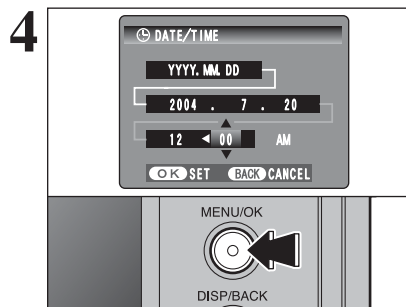 4
DATE/TIME
YYYY. MM. DD
2004 . 7 . 20
12 00 AM
OK SET BACK CANCEL
MENU/OK
DISP/BACK